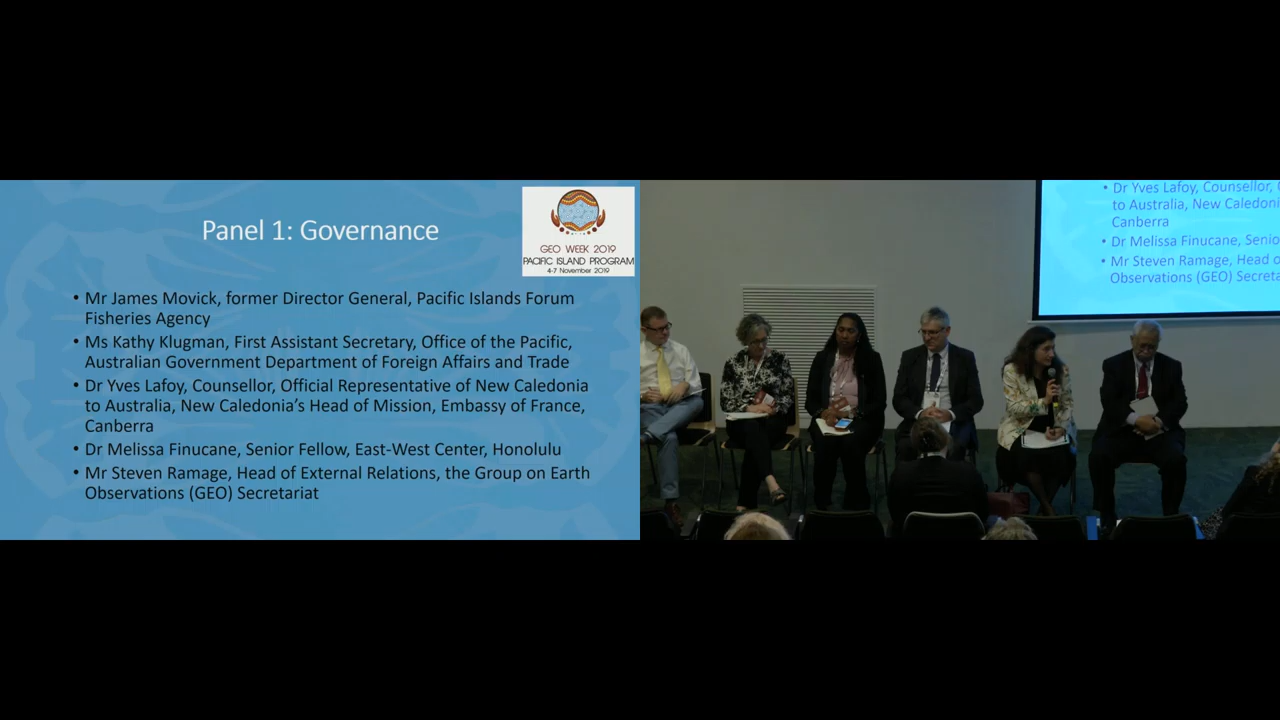 Panel 1: Governance
GEO WEEK 2019
PACIFIC ISLAND PROGRAM
4-7 November 2019
• Mr James Movick, former Director General, Pacific Islands Forum
Fisheries Agency
• Ms Kathy Klugman, First Assistant Secretary, Office of the Pacific,
Australian Government Department of Foreign Affairs and Trade
• Dr Yves Lafoy, Counsellor, Official Representative of New Caledonia
to Australia, New Caledonia's Head of Mission, Embassy of France,
Canberra
• Dr Melissa Finucane, Senior Fellow, East-West Center, Honolulu
• Mr Steven Ramage, Head of External Relations, the Group on Earth
Observations (GEO) Secretariat
• Dr Yves Lafoy, Counsellor,
to Australia, New Caledoni
Canberra
• Dr Melissa Finucane, Senio
• Mr Steven Ramage, Head o
Observations (GEO) Secreta